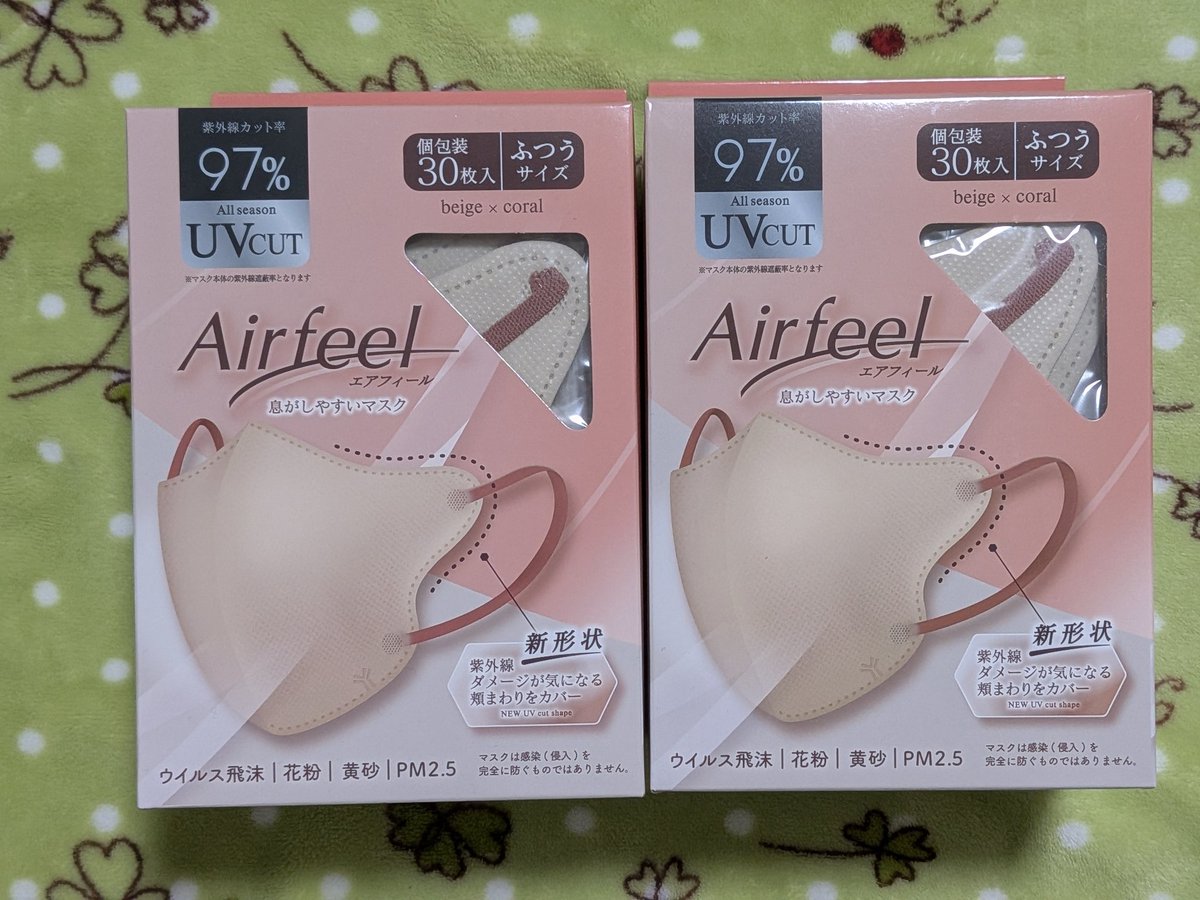 紫外線カット率
97%
All season
UVCUT
※マスク本体の紫外線遮蔽率となります
個包装
30枚入
ふつう
サイズ
beige × coral
Airfeel
エアフィール
息がしやすいマスク
新形状
紫外線
ダメージが気になる
頬まわりをカバー
NEW UV cut shape
ウイルス飛沫|花粉|黄砂|PM2.5
マスクは感染(侵入)を
完全に防ぐものではありません。
紫外線カット率
97%
All season
UVCUT
※マスク本体の紫外線遮蔽率となります
個包装
30枚入
ふつう
サイズ
beige × coral
Airfeel
エアフィール
息がしやすいマスク
新形状
紫外線
ダメージが気になる
頬まわりをカバー
NEW UV cut shape
ウイルス飛沫|花粉|黄砂|PM2.5
マスクは感染(侵入)を
完全に防ぐものではありません。